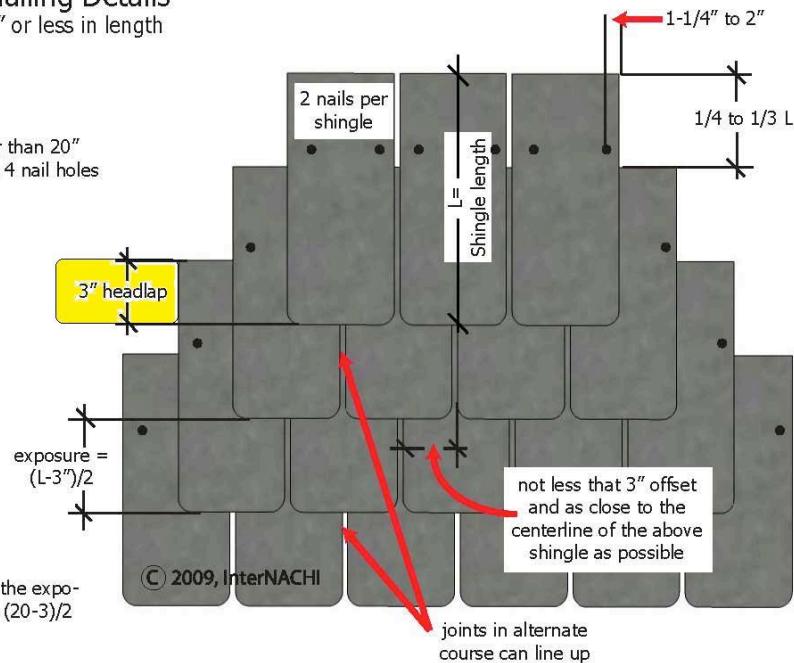 ailing Details
" or less in length
1-1/4" to 2"
2 nails per
shingle
1/4 to 1/3 L
r than 20"
4 nail holes
L=
Shingle length
3" headlap
exposure =
(L-3")/2
not less that 3" offset
and as close to the
centerline of the above
shingle as possible
© 2009, InterNACHI
the expo-
(20-3)/2
joints in alternate
course can line up